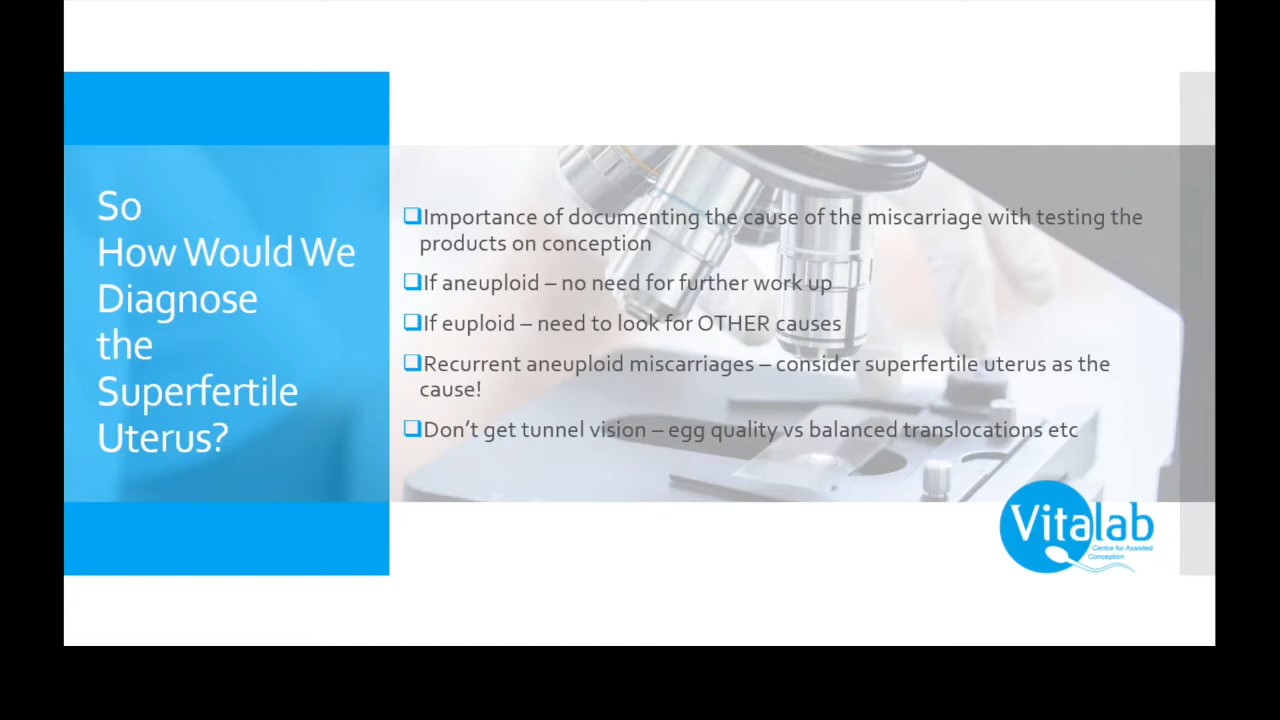 So
How Would We
Diagnose
the
Superfertile
Uterus?
❑Importance of documenting the cause of the miscarriage with testing the
products on conception
❑If aneuploid – no need for further work up
❑If euploid – need to look for OTHER causes
❑Recurrent aneuploid miscarriages – consider superfertile uterus as the
cause!
❑Don’t get tunnel vision – egg quality vs balanced translocations etc
Vitalab
Centre for Assisted
Conception